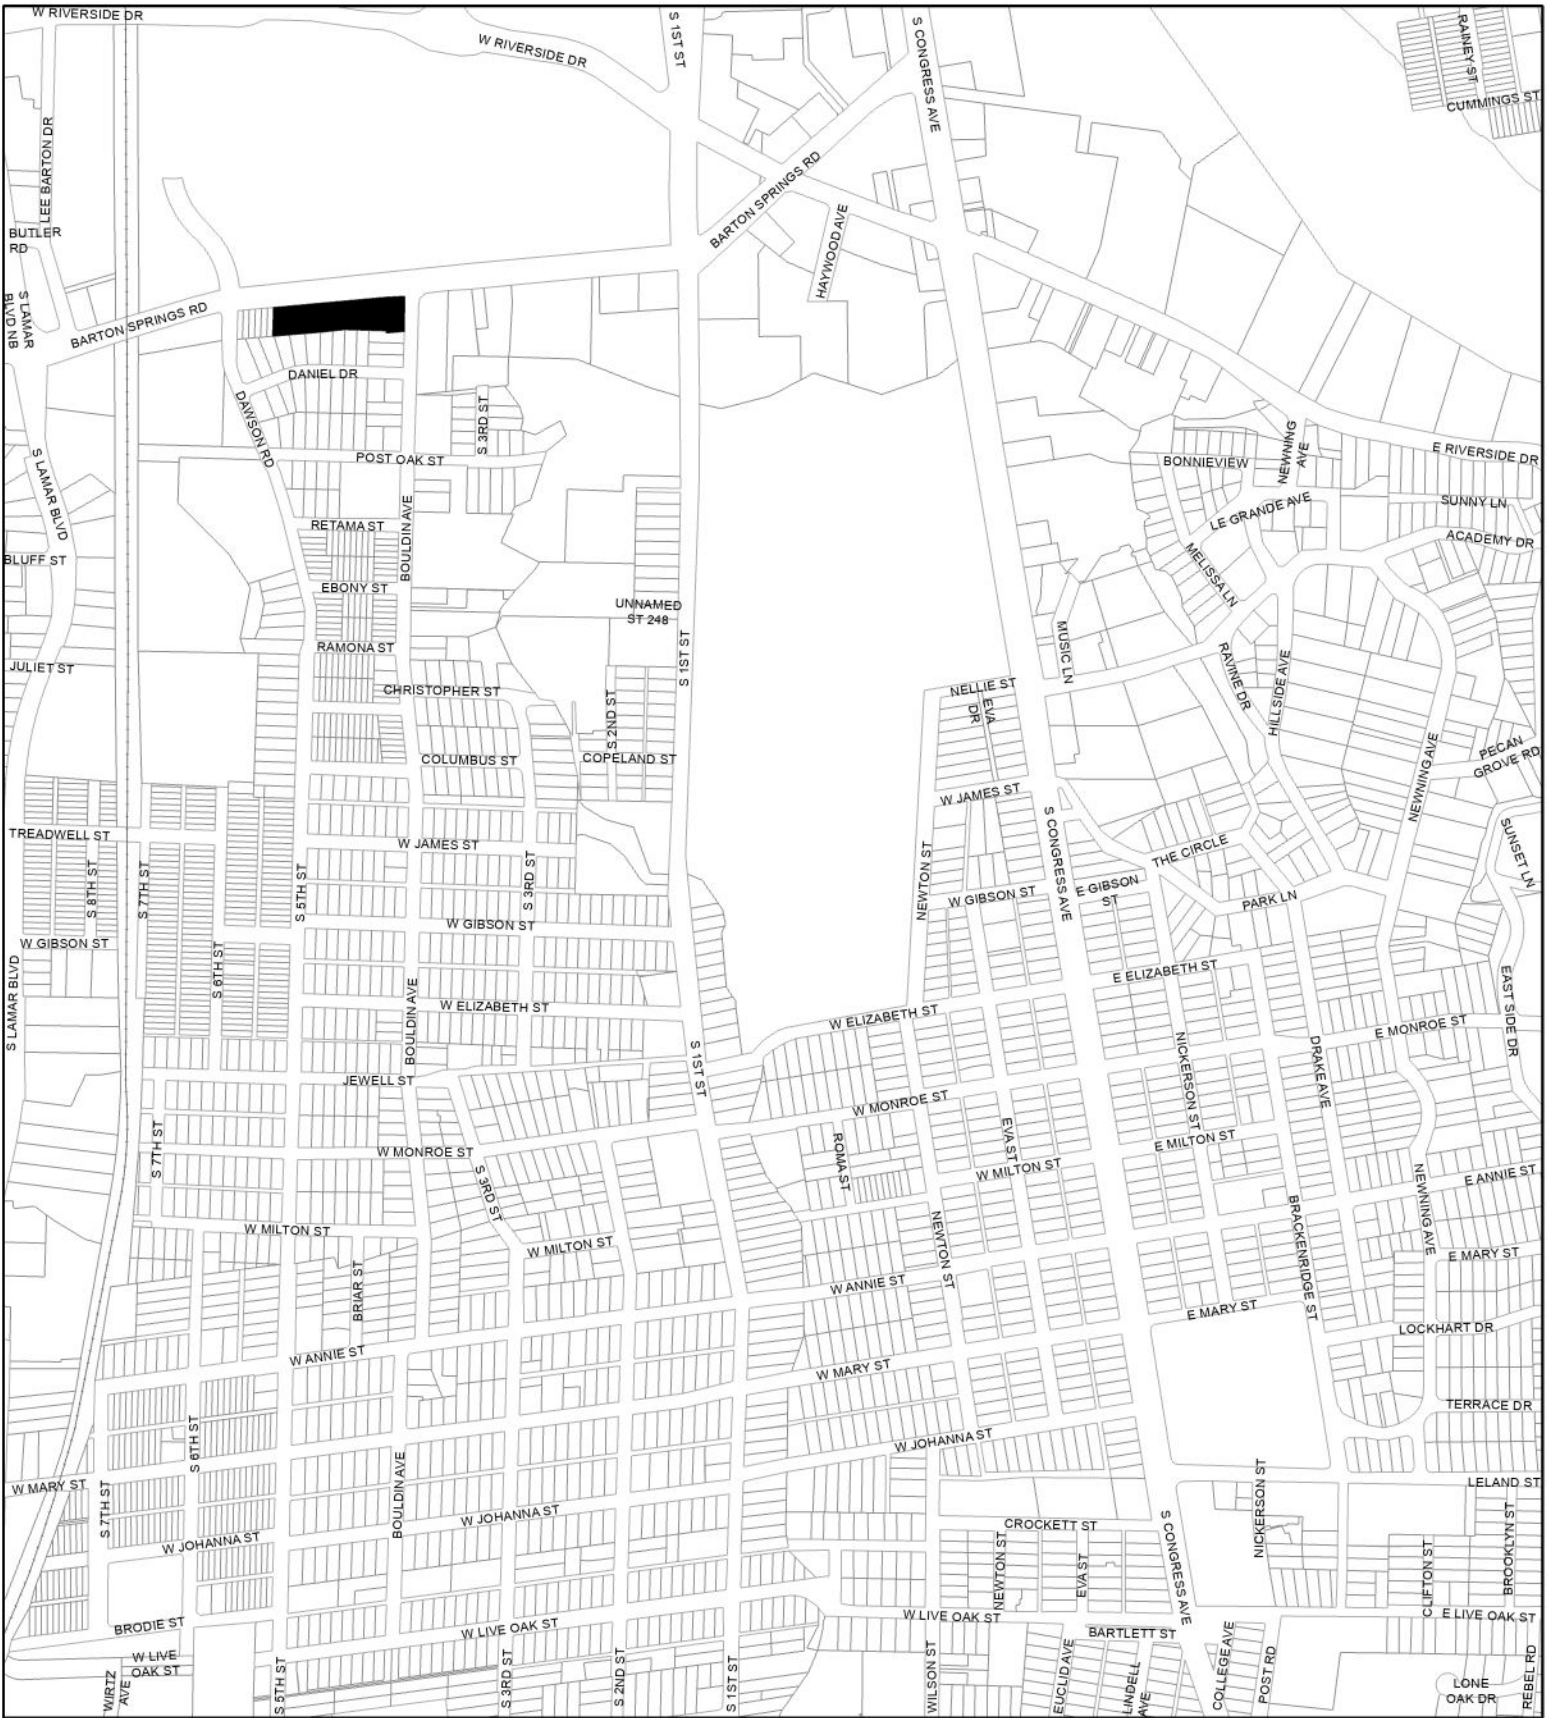 W RIVERSIDE DR
W RIVERSIDE DR
S 1ST ST
S CONGRESS AVE
RAINEY ST
CUMMINGS ST
LEE BARTON DR
BUTLER
RD
S LAMAR
BLVD NB
BARTON SPRINGS RD
BARTON SPRINGS RD
HAYWOOD AVE
DANIEL DR
DAWSON RD
S 3RD ST
POST OAK ST
S LAMAR BLVD
NEWNING
AVE
E RIVERSIDE DR
BONNIEVIEW
LE GRANDE AVE
SUNNY LN
ACADEMY DR
MELISSA LN
RETAMA ST
BOULDIN AVE
BLUFF ST
EBONY ST
UNNAMED
ST 248
RAMONA ST
S 1ST ST
MUSIC LN
JULIET ST
CHRISTOPHER ST
S 2ND ST
NELLIE ST
EVA
DR
RAVINE DR
HILLSIDE AVE
NEWNING AVE
PECAN
GROVE RD
COLUMBUS ST
COPELAND ST
W JAMES ST
TREADWELL ST
W JAMES ST
S CONGRESS AVE
THE CIRCLE
SUNSET LN
S 8TH ST
S 7TH ST
S 5TH ST
S 3RD ST
NEWTON ST
W GIBSON ST
E GIBSON
ST
PARK LN
W GIBSON ST
W GIBSON ST
S LAMAR BLVD
S 6TH ST
BOULDIN AVE
E ELIZABETH ST
EAST SIDE DR
W ELIZABETH ST
W ELIZABETH ST
E MONROE ST
S 1ST ST
NICKERSON ST
DRAKE AVE
JEWELL ST
W MONROE ST
S 7TH ST
W MONROE ST
S 3RD ST
ROMA ST
EVA ST
E MILTON ST
W MILTON ST
NEWNING AVE
E ANNIE ST
W MILTON ST
W MILTON ST
NEWTON ST
BRACKENRIDGE ST
E MARY ST
BRIAR ST
W ANNIE ST
E MARY ST
LOCKHART DR
W ANNIE ST
W MARY ST
TERRACE DR
S 6TH ST
BOULDIN AVE
W JOHANNA ST
W MARY ST
S 7TH ST
NICKERSON ST
LELAND ST
W JOHANNA ST
W JOHANNA ST
CROCKETT ST
S CONGRESS AVE
NEWTON ST
EVA ST
CLIFTON ST
BROOKLYN ST
BRODIE ST
W LIVE OAK ST
W LIVE OAK ST
BARTLETT ST
E LIVE OAK ST
W LIVE
OAK ST
WIRTZ
AVE
S 5TH ST
S 3RD ST
S 2ND ST
S 1ST ST
WILSON ST
EUCLID AVE
LINDELL
AVE
COLLEGE AVE
POST RD
LONE
OAK DR
REBEL RD